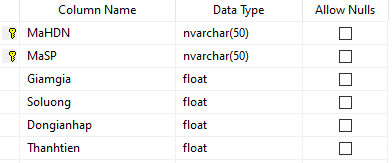 Column Name Data Type Allow Nulls
MaHDN nvarchar(50)
MaSP nvarchar(50)
Giamgia float
Soluong float
Dongianhap float
Thanhtien float